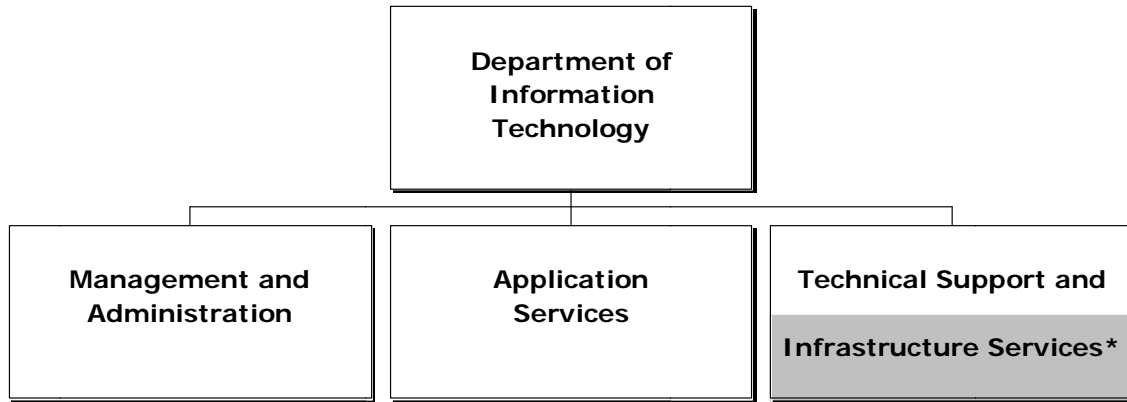 Department of
Information
Technology
Management and
Administration
Application
Services
Technical Support and
Infrastructure Services*